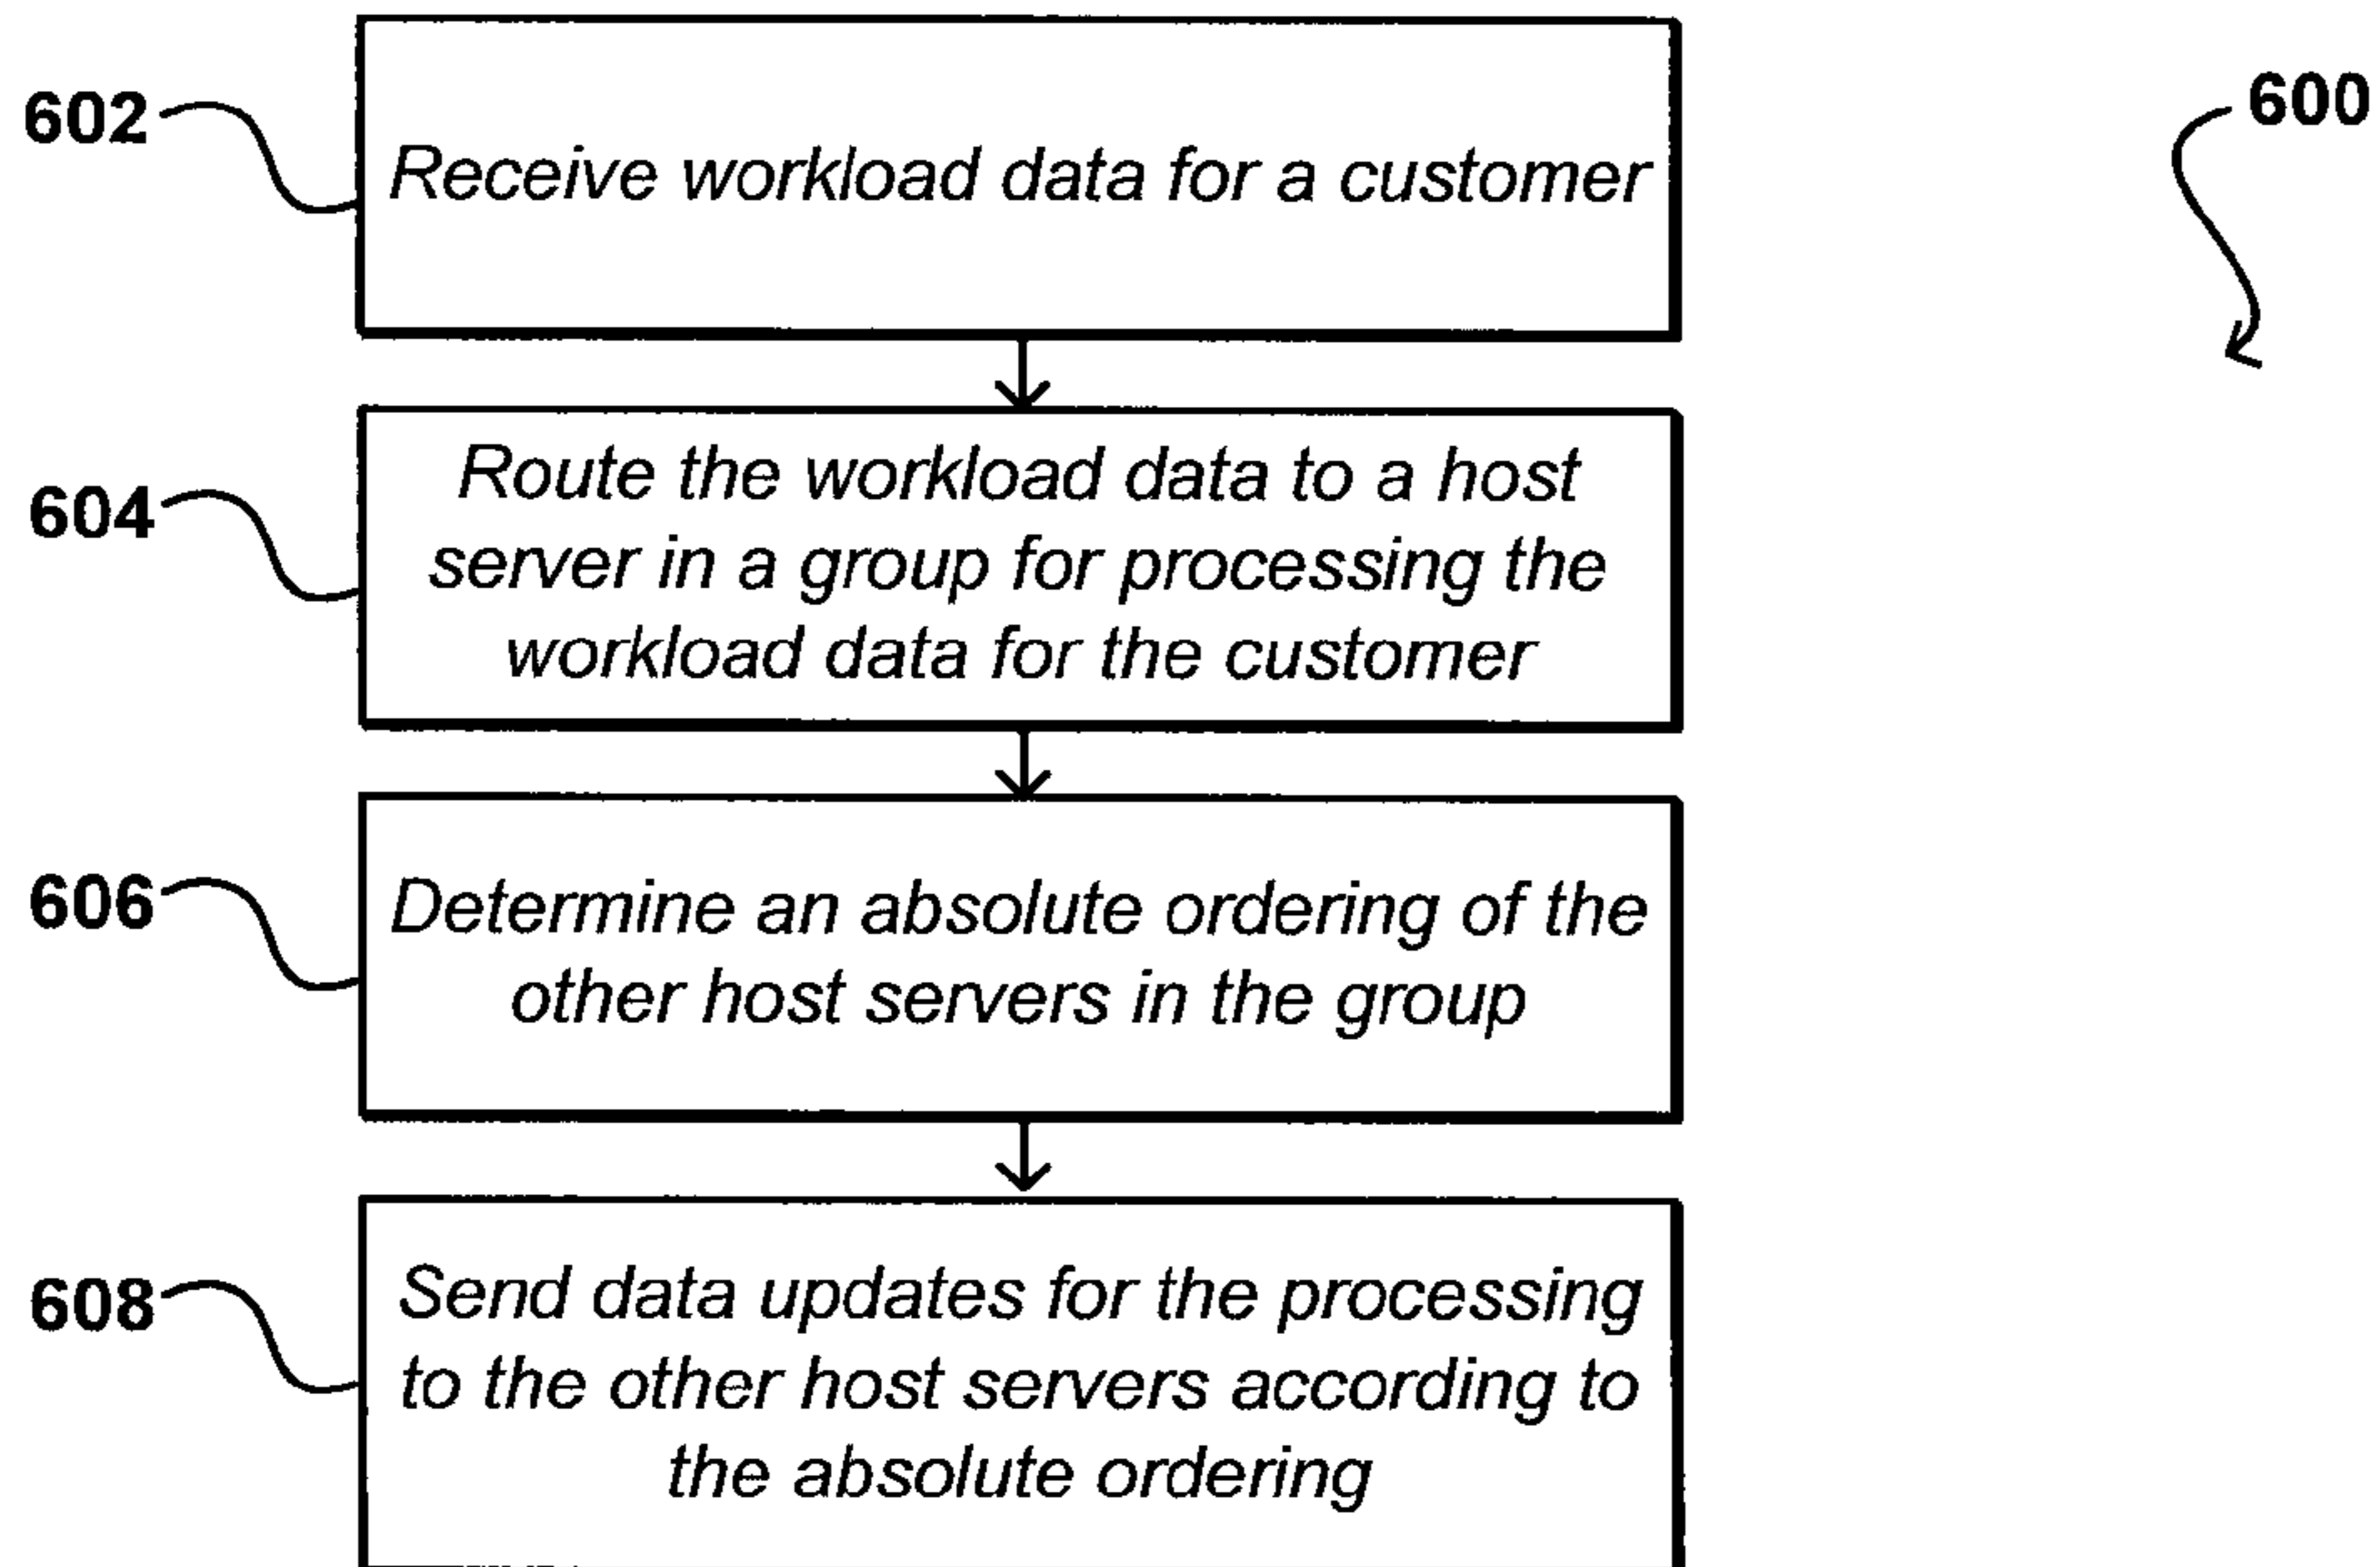 602
Receive workload data for a customer
600
604
Route the workload data to a host
server in a group for processing the
workload data for the customer
606
Determine an absolute ordering of the
other host servers in the group
608
Send data updates for the processing
to the other host servers according to
the absolute ordering